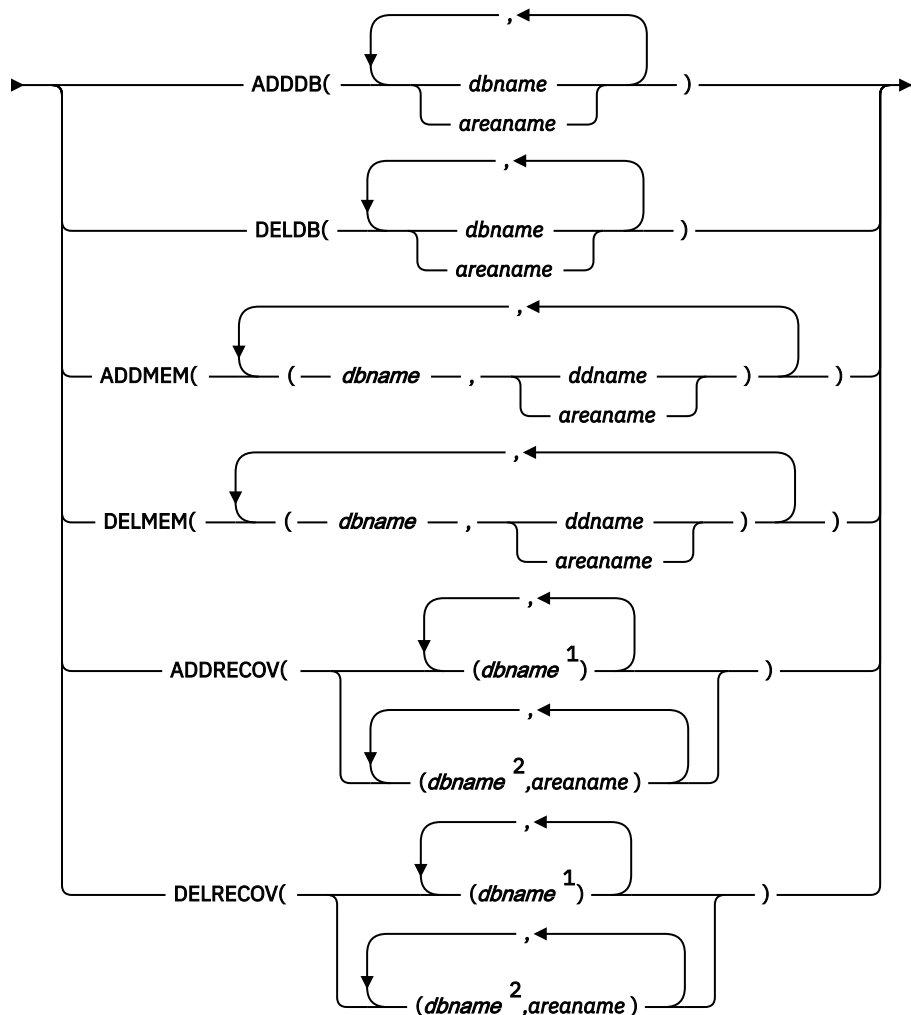 ,
ADDDB( dbname )
areaname
,
DELDB( dbname )
areaname
,
ADDMEM( ( dbname , ddname ) )
areaname
,
DELMEM( ( dbname , ddname ) )
areaname
,
ADDRECOV( (dbname 1) )
,
(dbname 2,areaname)
,
DELRECOV( (dbname 1) )
,
(dbname 2,areaname)